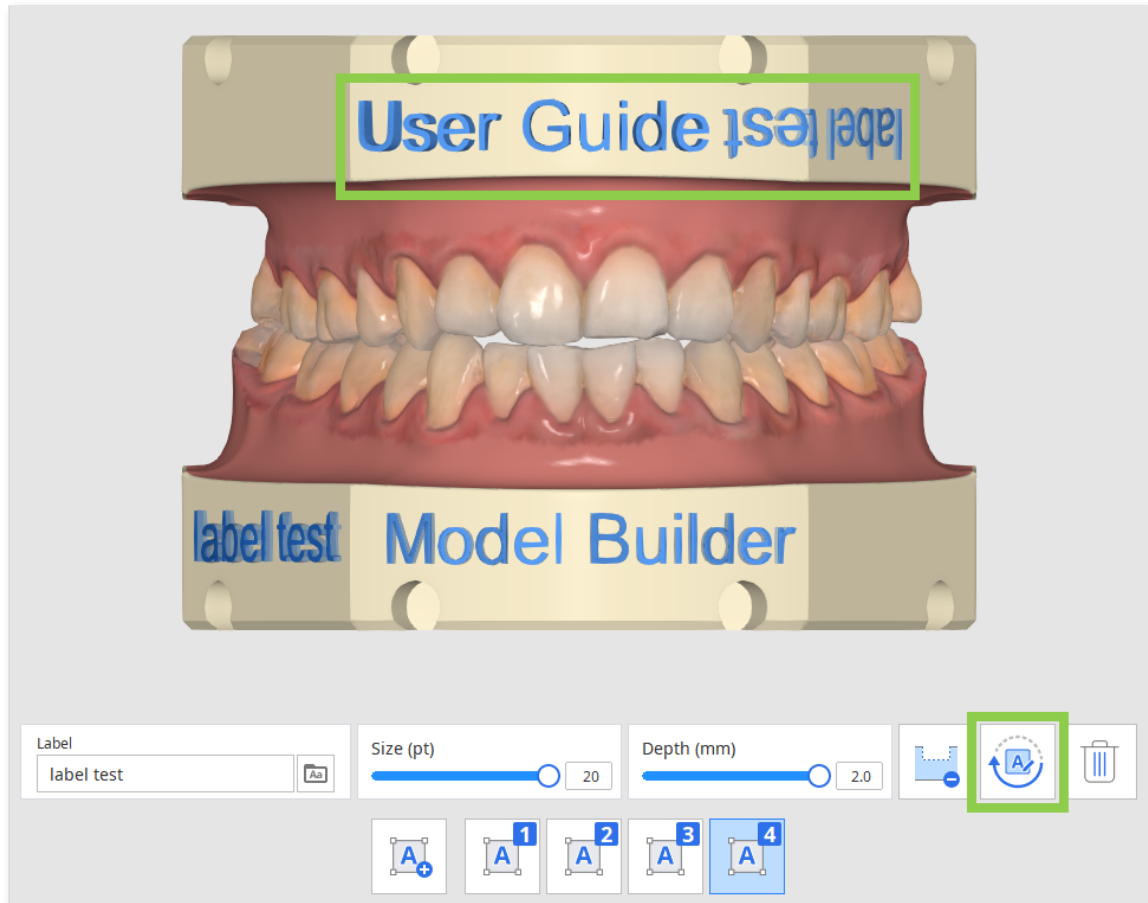 User Guide label test
label test Model Builder
Label
label test
Aa
Size (pt)
20
Depth (mm)
2.0
A
A
A 1
A 2
A 3
A 4